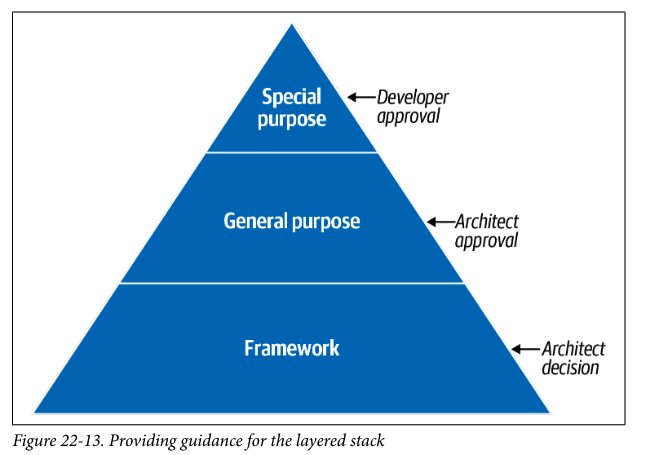 Special
purpose
Developer
approval
General purpose
Architect
approval
Framework
Architect
decision
Figure 22-13. Providing guidance for the layered stack